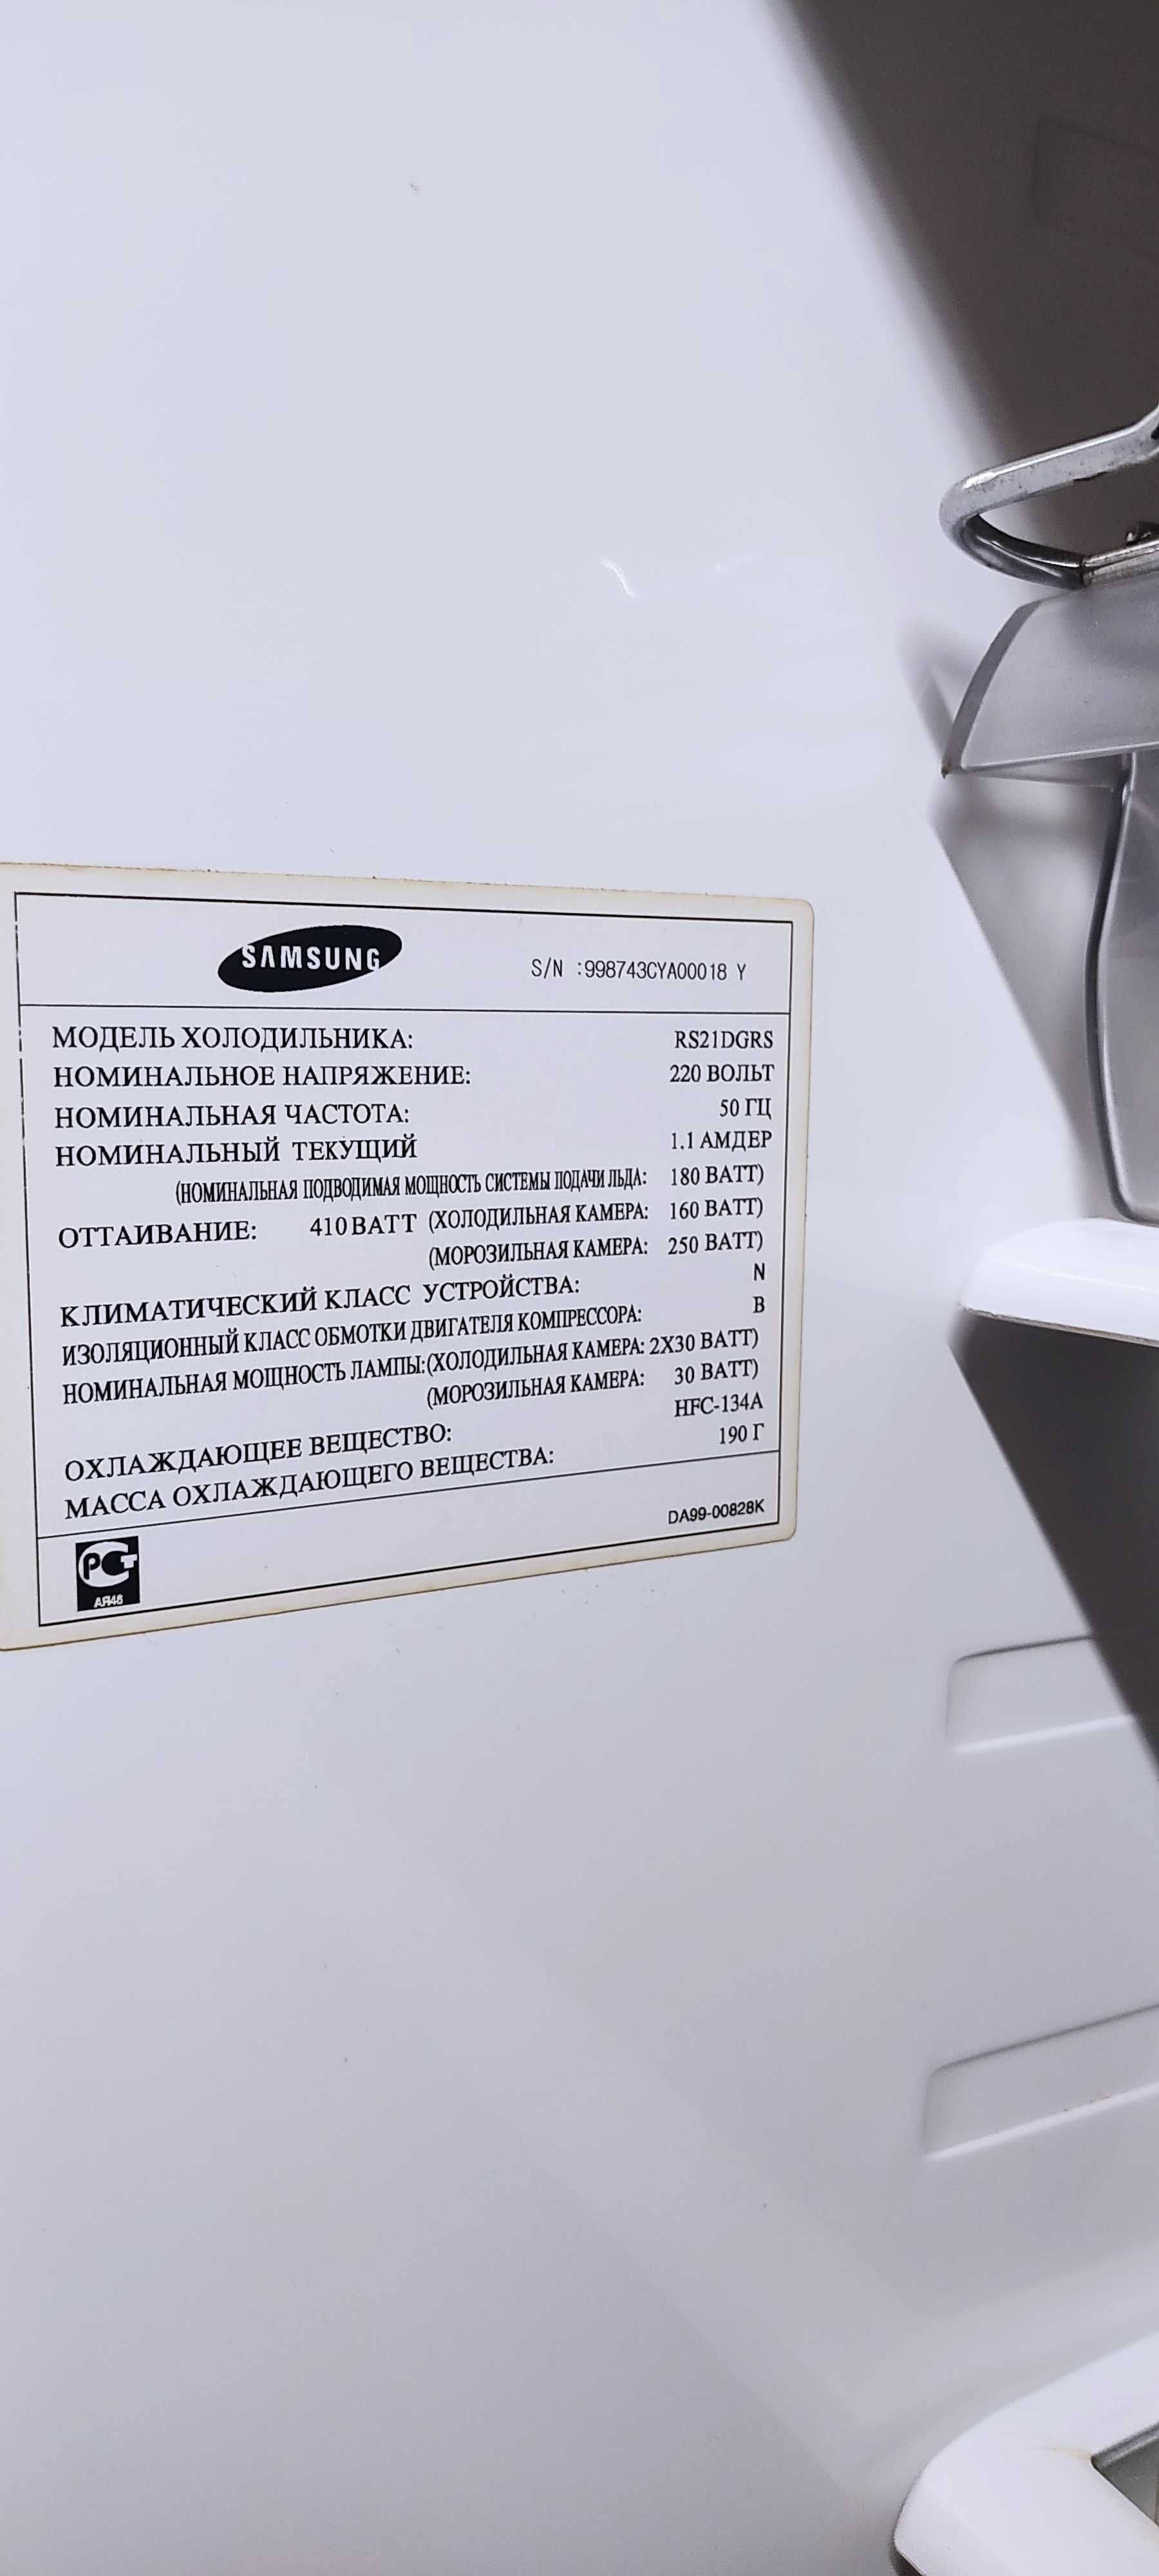 SAMSUNG S/N :998743CYA00018 Y
МОДЕЛЬ ХОЛОДИЛЬНИКА: RS21DGRS
НОМИНАЛЬНОЕ НАПРЯЖЕНИЕ: 220 ВОЛЬТ
НОМИНАЛЬНАЯ ЧАСТОТА: 50 ГЦ
НОМИНАЛЬНЫЙ ТЕКУЩИЙ 1.1 АМДЕР
(НОМИНАЛЬНАЯ ПОДВОДИМАЯ МОЩНОСТЬ СИСТЕМЫ ПОДАЧИ ЛЬДА: 180 ВАТТ)
ОТТАИВАНИЕ: 410 ВАТТ (ХОЛОДИЛЬНАЯ КАМЕРА: 160 ВАТТ)
(МОРОЗИЛЬНАЯ КАМЕРА: 250 ВАТТ)
КЛИМАТИЧЕСКИЙ КЛАСС УСТРОЙСТВА: N
ИЗОЛЯЦИОННЫЙ КЛАСС ОБМОТКИ ДВИГАТЕЛЯ КОМПРЕССОРА: B
НОМИНАЛЬНАЯ МОЩНОСТЬ ЛАМПЫ:(ХОЛОДИЛЬНАЯ КАМЕРА: 2X30 ВАТТ)
(МОРОЗИЛЬНАЯ КАМЕРА: 30 ВАТТ)
ОХЛАЖДАЮЩЕЕ ВЕЩЕСТВО: HFC-134A
МАССА ОХЛАЖДАЮЩЕГО ВЕЩЕСТВА: 190 Г
DA99-00828K
РСТ
АЯ46